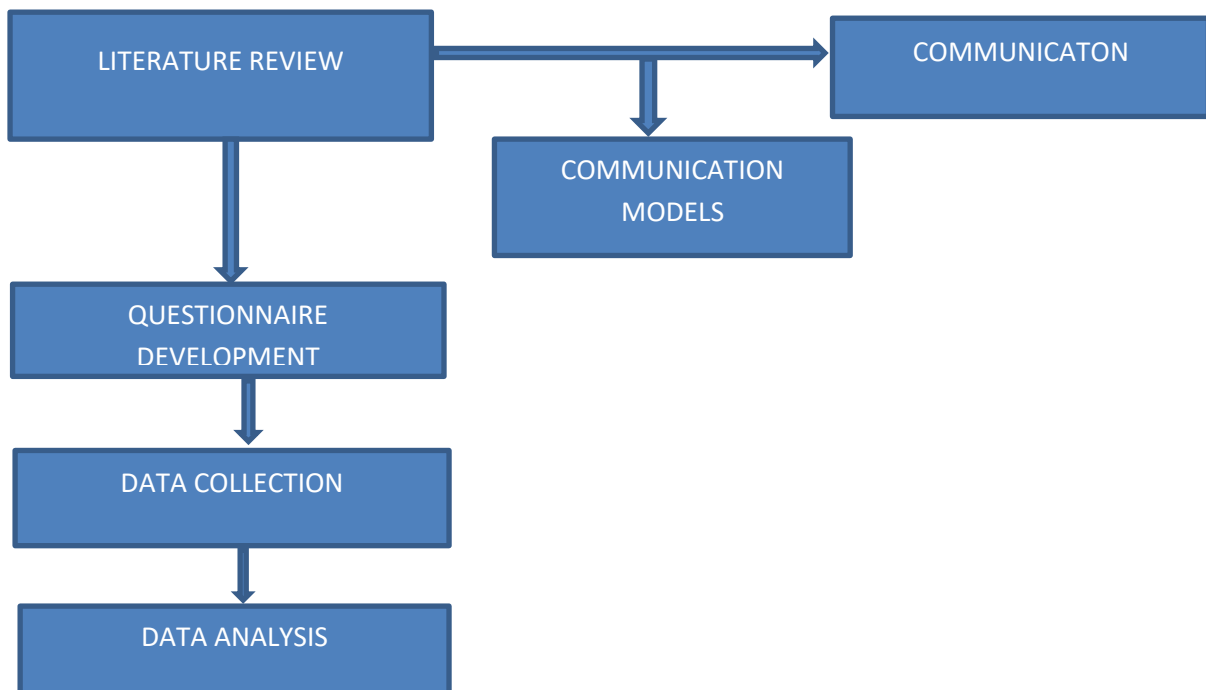 LITERATURE REVIEW
COMMUNICATON
COMMUNICATION
MODELS
QUESTIONNAIRE
DEVELOPMENT
DATA COLLECTION
DATA ANALYSIS